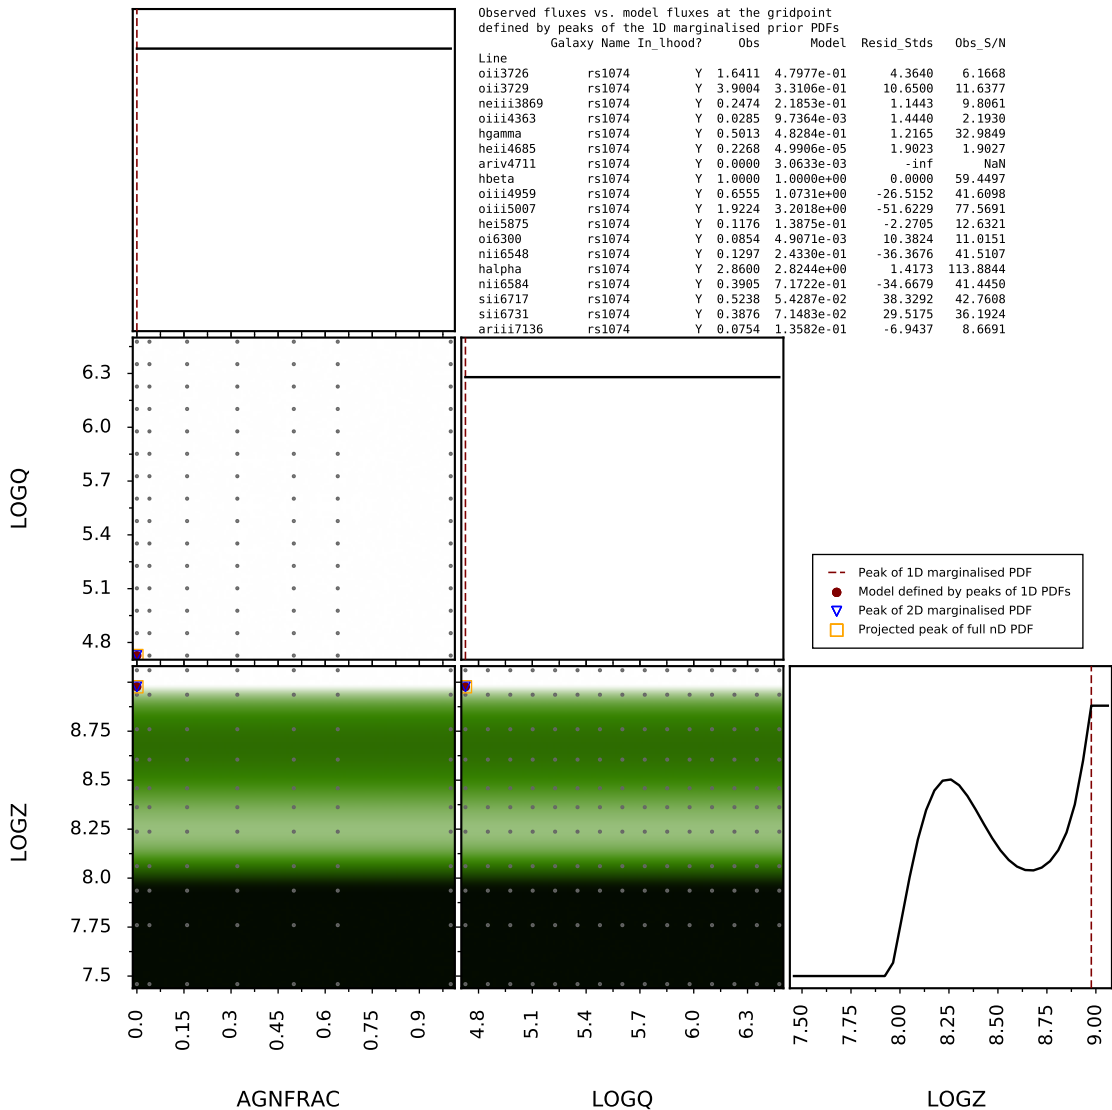 Observed fluxes vs. model fluxes at the gridpoint
defined by peaks of the 1D marginalised prior PDFs
Galaxy Name In_lhood? Obs Model Resid_Stds Obs_S/N
Line
oii3726 rs1074 Y 1.6411 4.7977e-01 4.3640 6.1668
oii3729 rs1074 Y 3.9004 3.3106e-01 10.6500 11.6377
neiii3869 rs1074 Y 0.2474 2.1853e-01 1.1443 9.8061
oiii4363 rs1074 Y 0.0285 9.7364e-03 1.4440 2.1930
hgamma rs1074 Y 0.5013 4.8284e-01 1.2165 32.9849
heii4685 rs1074 Y 0.2268 4.9906e-05 1.9023 1.9027
ariv4711 rs1074 Y 0.0000 3.0633e-03 -inf NaN
hbeta rs1074 Y 1.0000 1.0000e+00 0.0000 59.4497
oiii4959 rs1074 Y 0.6555 1.0731e+00 -26.5152 41.6098
oiii5007 rs1074 Y 1.9224 3.2018e+00 -51.6229 77.5691
hei5875 rs1074 Y 0.1176 1.3875e-01 -2.2705 12.6321
oi6300 rs1074 Y 0.0854 4.9071e-03 10.3824 11.0151
nii6548 rs1074 Y 0.1297 2.4330e-01 -36.3676 41.5107
halpha rs1074 Y 2.8600 2.8244e+00 1.4173 113.8844
nii6584 rs1074 Y 0.3905 7.1722e-01 -34.6679 41.4450
sii6717 rs1074 Y 0.5238 5.4287e-02 38.3292 42.7608
sii6731 rs1074 Y 0.3876 7.1483e-02 29.5175 36.1924
ariii7136 rs1074 Y 0.0754 1.3582e-01 -6.9437 8.6691
6.3
6.0
5.7
5.4
5.1
4.8
LOGQ
Peak of 1D marginalised PDF
Model defined by peaks of 1D PDFs
Peak of 2D marginalised PDF
Projected peak of full nD PDF
8.75
8.5
8.25
8.0
7.75
7.5
LOGZ
0.0 0.15 0.3 0.45 0.6 0.75 0.9
4.8 5.1 5.4 5.7 6.0 6.3
7.50 7.75 8.00 8.25 8.50 8.75 9.00
AGNFRAC LOGQ LOGZ